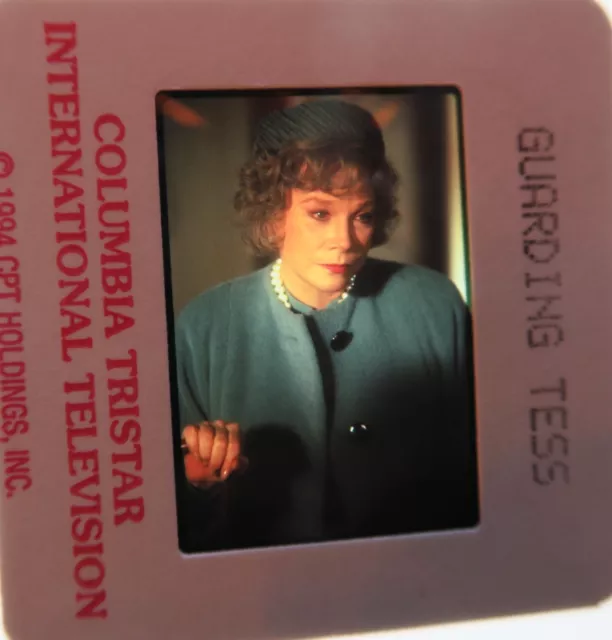 COLUMBIA TRISTAR
INTERNATIONAL TELEVISION
© 1994 CPT HOLDINGS, INC.
GUARDING TESS